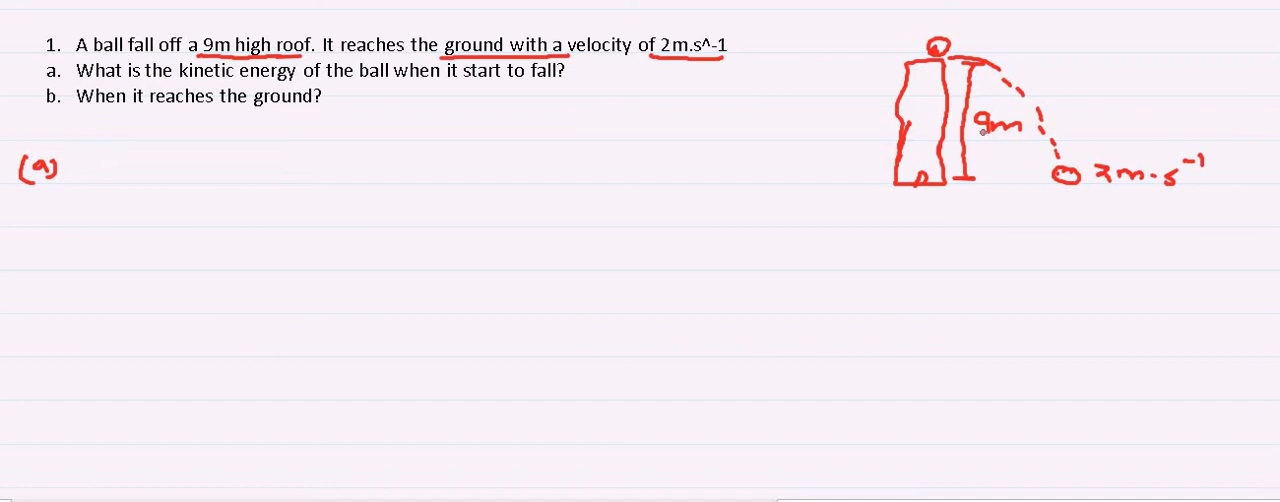 1. A ball fall off a 9m high roof. It reaches the ground with a velocity of 2m.s^-1
a. What is the kinetic energy of the ball when it start to fall?
b. When it reaches the ground?
9m
(a)
2m.s⁻¹